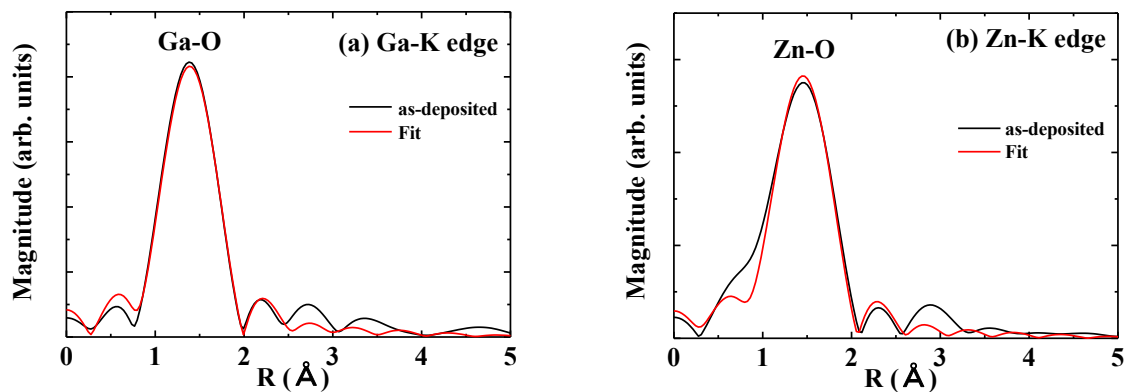 Ga-O
(a) Ga-K edge
as-deposited
Fit
Magnitude (arb. units)
0 1 2 3 4 5
R (Å)
Zn-O
(b) Zn-K edge
as-deposited
Fit
Magnitude (arb. units)
0 1 2 3 4 5
R (Å)